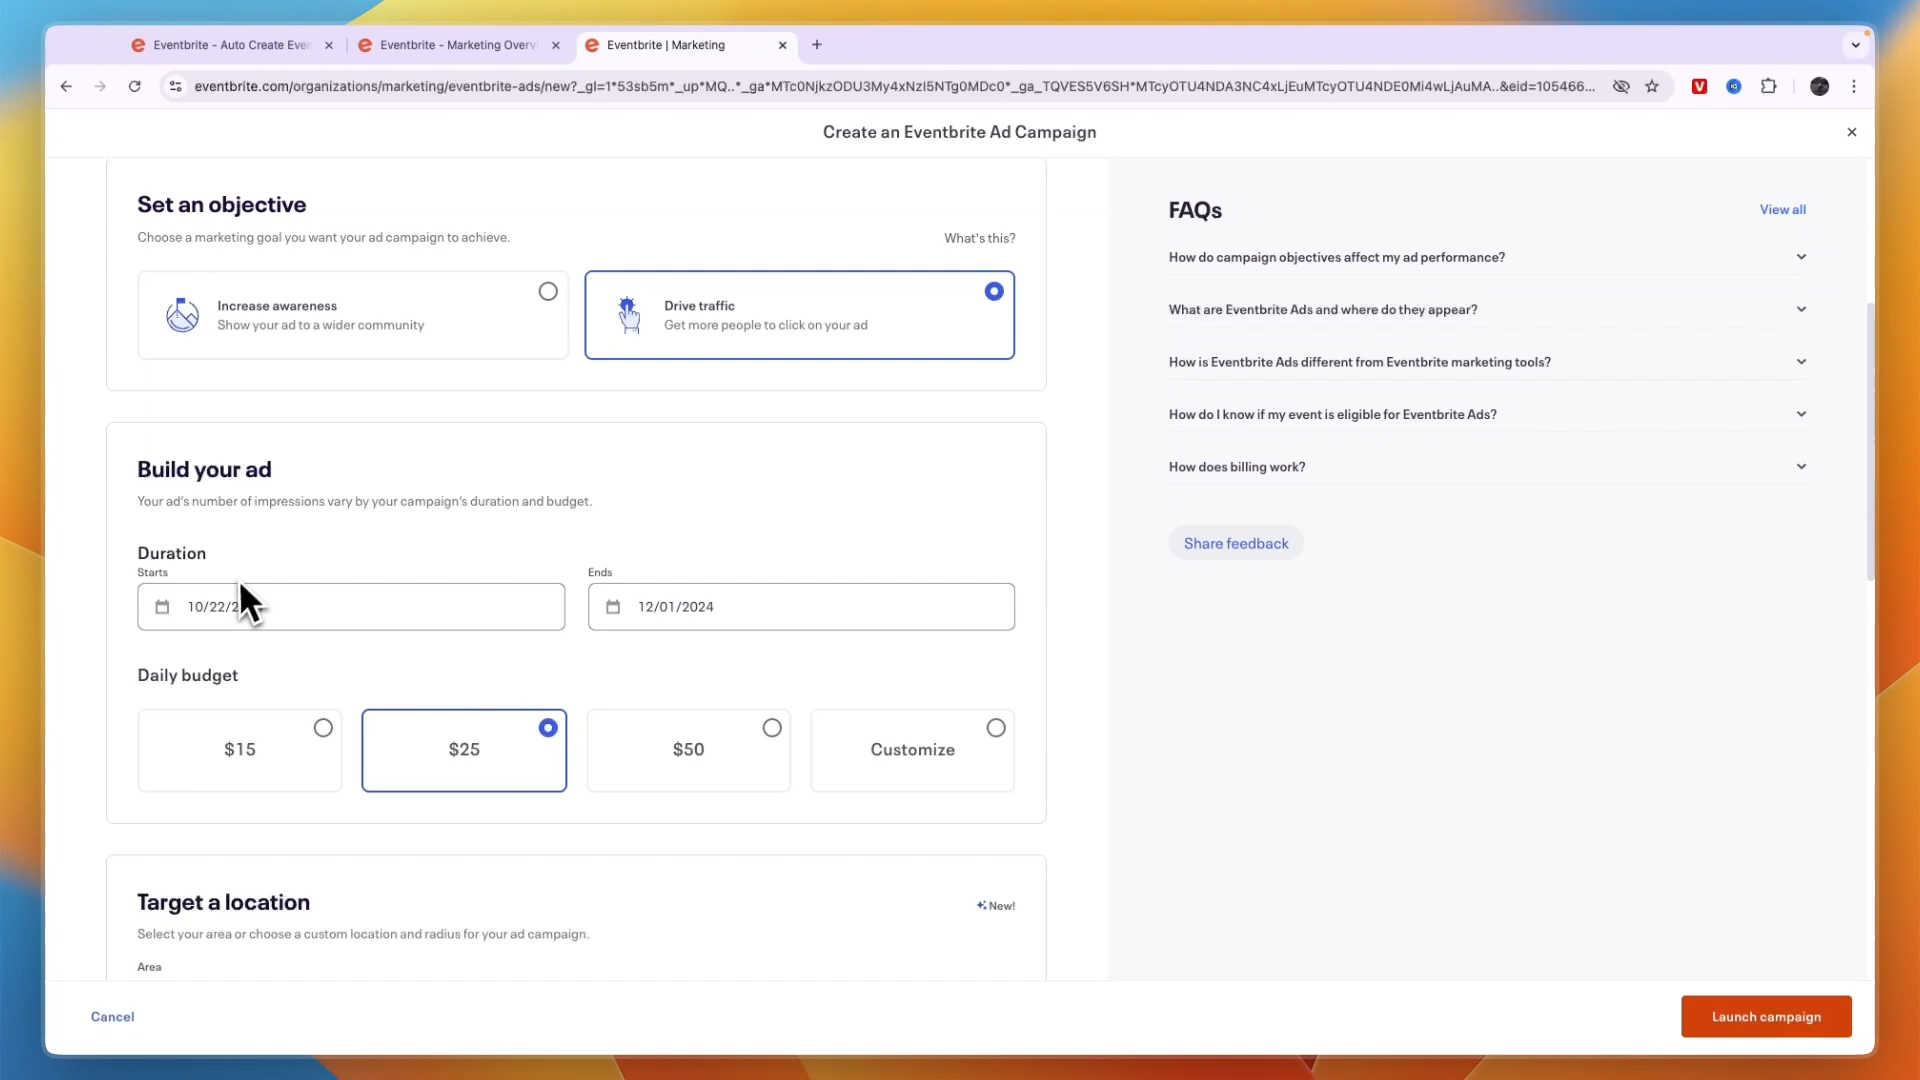 Eventbrite - Auto Create Even
Eventbrite - Marketing Overvi
Eventbrite | Marketing
eventbrite.com/organizations/marketing/eventbrite-ads/new?_gl=1*53sb5m*_up*MQ..*_ga*MTc0NjkzODU3My4xNzI5NTg0MDc0*_ga_TQVES5V6SH*MTcyOTU4NDA3NC4xLjEuMTcyOTU4NDE0Mi4wLjAuMA..&eid=105466...
Create an Eventbrite Ad Campaign
Set an objective
Choose a marketing goal you want your ad campaign to achieve.
What's this?
Increase awareness
Show your ad to a wider community
Drive traffic
Get more people to click on your ad
Build your ad
Your ad's number of impressions vary by your campaign's duration and budget.
Duration
Starts
Ends
10/22/2
12/01/2024
Daily budget
$15
$25
$50
Customize
Target a location
New!
Select your area or choose a custom location and radius for your ad campaign.
Area
FAQs
View all
How do campaign objectives affect my ad performance?
What are Eventbrite Ads and where do they appear?
How is Eventbrite Ads different from Eventbrite marketing tools?
How do I know if my event is eligible for Eventbrite Ads?
How does billing work?
Share feedback
Cancel
Launch campaign